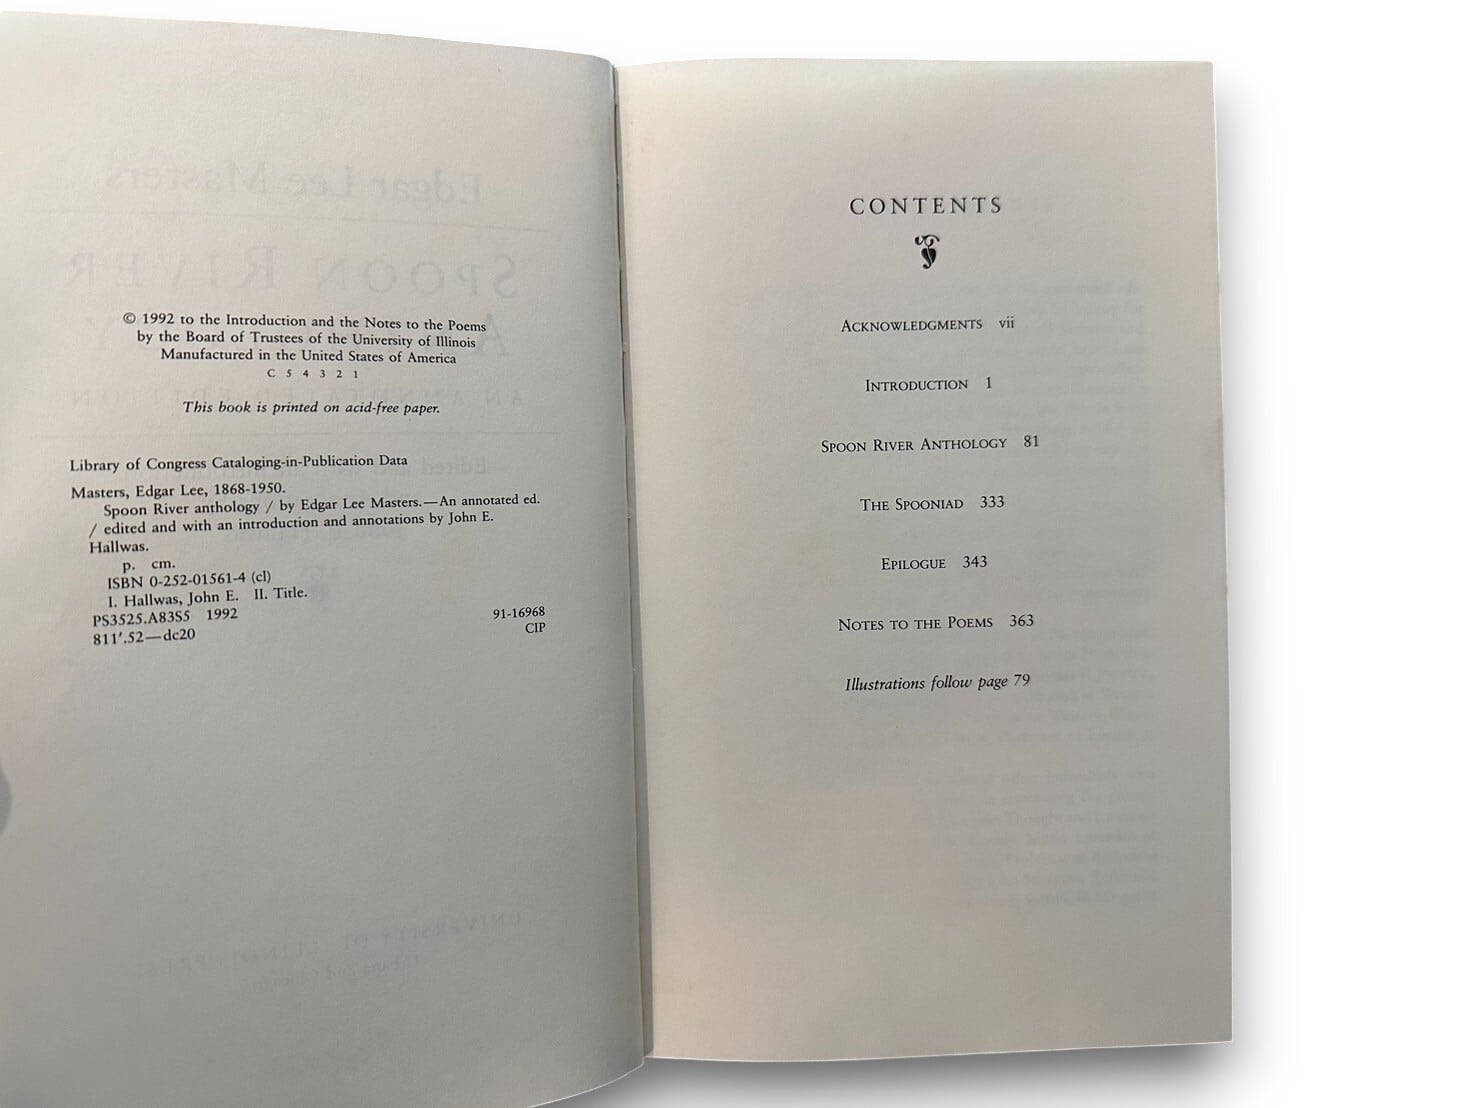 © 1992 to the Introduction and the Notes to the Poems
by the Board of Trustees of the University of Illinois
Manufactured in the United States of America
C 5 4 3 2 1
This book is printed on acid-free paper.
Library of Congress Cataloging-in-Publication Data
Masters, Edgar Lee, 1868-1950.
Spoon River anthology / by Edgar Lee Masters.—An annotated ed.
/ edited and with an introduction and annotations by John E.
Hallwas.
p. cm.
ISBN 0-252-01561-4 (cl)
I. Hallwas, John E. II. Title.
PS3525.A83S5 1992
91-16968
811'.52—dc20
CIP
CONTENTS
ACKNOWLEDGMENTS vii
INTRODUCTION 1
SPOON RIVER ANTHOLOGY 81
THE SPOONIAD 333
EPILOGUE 343
NOTES TO THE POEMS 363
Illustrations follow page 79